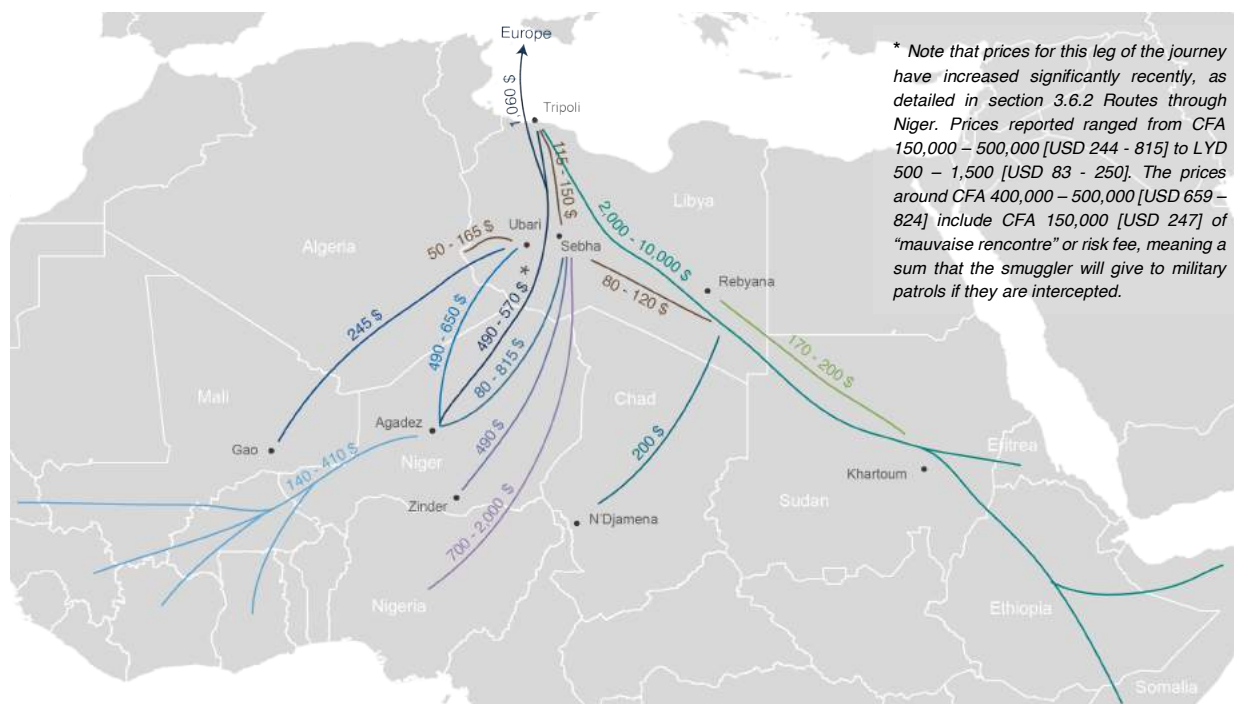 Europe
* Note that prices for this leg of the journey
have increased significantly recently, as
detailed in section 3.6.2 Routes through
Niger. Prices reported ranged from CFA
150,000 – 500,000 [USD 244 - 815] to LYD
500 – 1,500 [USD 83 - 250]. The prices
around CFA 400,000 – 500,000 [USD 659 –
824] include CFA 150,000 [USD 247] of
“mauvaise rencontre” or risk fee, meaning a
sum that the smuggler will give to military
patrols if they are intercepted.
1,060 $
Tripoli
115 - 150 $
Libya
Algeria
50 - 165 $
Ubari
Sebha
2,000 - 10,000 $
Rebyana
80 - 120 $
245 $
490 - 650 $
490 - 570 $ *
80 - 815 $
170 - 200 $
Mali
Chad
Agadez
Gao
Niger
490 $
200 $
Eritrea
Khartoum
140 - 410 $
Zinder
Sudan
N'Djamena
700 - 2,000 $
Nigeria
Ethiopia
Somalia